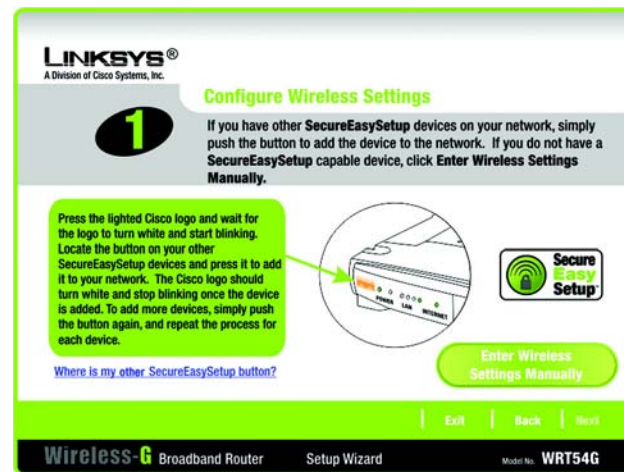 LINKSYS®
A Division of Cisco Systems, Inc.
Configure Wireless Settings
1
If you have other SecureEasySetup devices on your network, simply
push the button to add the device to the network. If you do not have a
SecureEasySetup capable device, click Enter Wireless Settings
Manually.
Press the lighted Cisco logo and wait for
the logo to turn white and start blinking.
Locate the button on your other
SecureEasySetup devices and press it to add
it to your network. The Cisco logo should
turn white and stop blinking once the device
is added. To add more devices, simply push
the button again, and repeat the process for
each device.
POWER LAN INTERNET
Secure
Easy
Setup
Where is my other SecureEasySetup button?
Enter Wireless
Settings Manually
Exit Back Next
Wireless-G Broadband Router Setup Wizard Model No. WRT54G